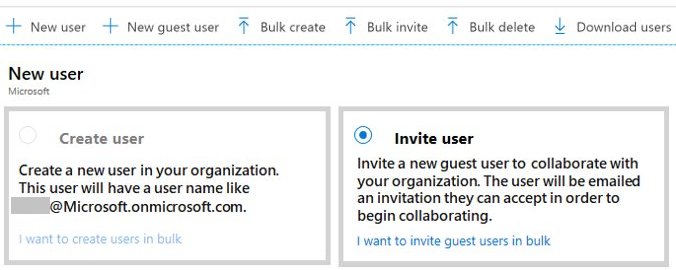 + New user + New guest user Bulk create Bulk invite Bulk delete Download users
New user
Microsoft
Create user
Create a new user in your organization.
This user will have a user name like
@Microsoft.onmicrosoft.com.
I want to create users in bulk
Invite user
Invite a new guest user to collaborate with
your organization. The user will be emailed
an invitation they can accept in order to
begin collaborating.
I want to invite guest users in bulk